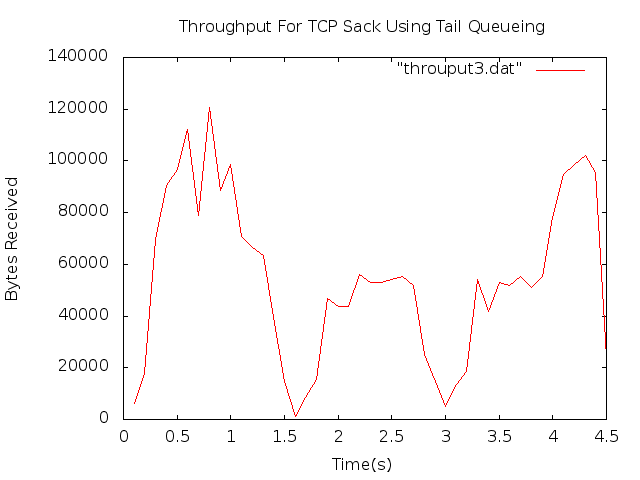 Throughput For TCP Sack Using Tail Queueing
"throuput3.dat"
140000
120000
100000
80000
60000
40000
20000
0
Bytes Received
0 0.5 1 1.5 2 2.5 3 3.5 4 4.5
Time(s)